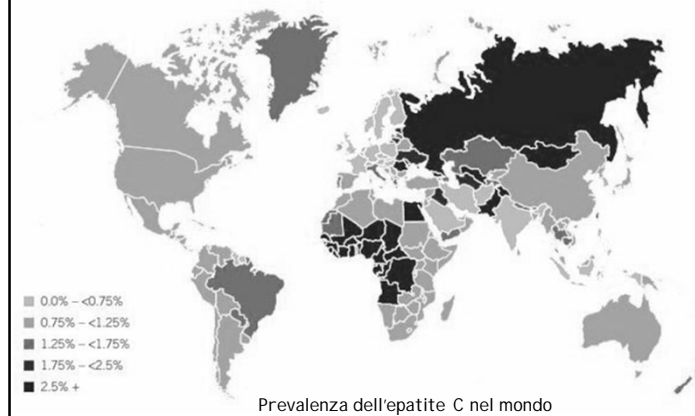 0.0% – <0.75%
0.75% – <1.25%
1.25% – <1.75%
1.75% – <2.5%
2.5% +
Prevalenza dell'epatite C nel mondo